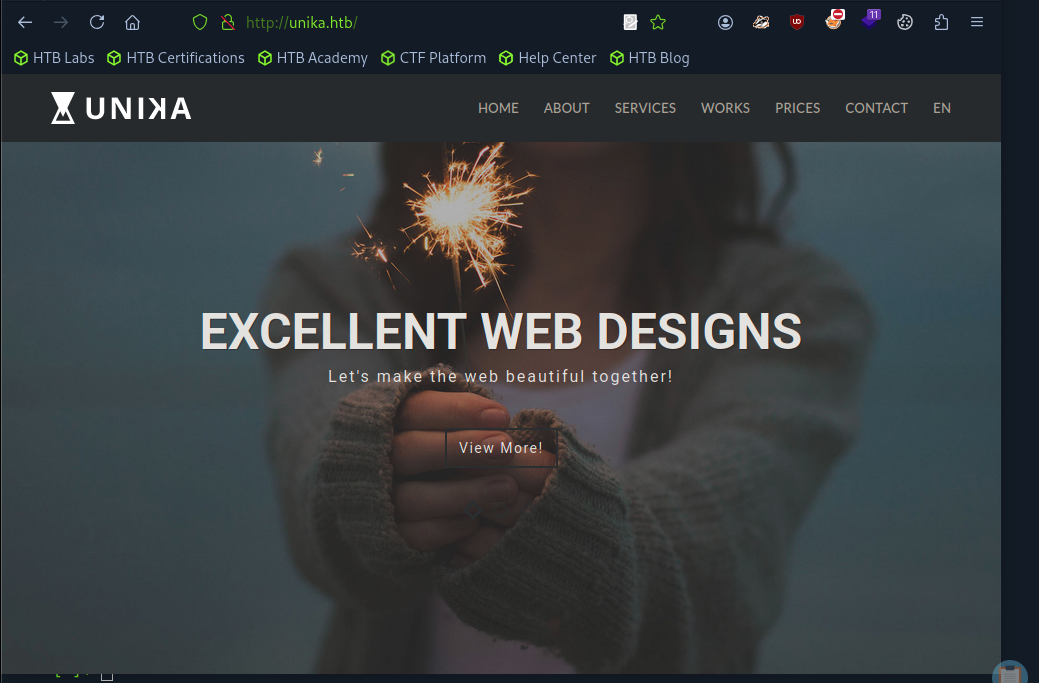 http://unika.htb/
11
HTB Labs HTB Certifications HTB Academy CTF Platform Help Center HTB Blog
UNIKA
HOME ABOUT SERVICES WORKS PRICES CONTACT EN
EXCELLENT WEB DESIGNS
Let's make the web beautiful together!
View More!